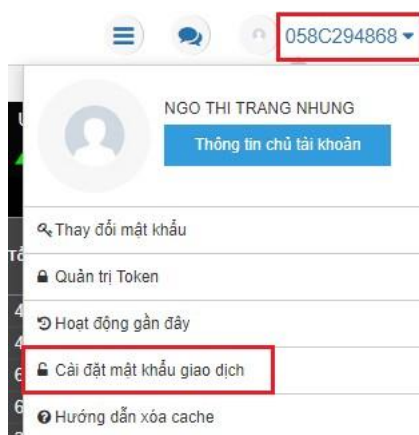 058C294868
NGO THI TRANG NHUNG
Thông tin chủ tài khoản
Thay đổi mật khẩu
Quản trị Token
Hoạt động gần đây
Cài đặt mật khẩu giao dịch
Hướng dẫn xóa cache